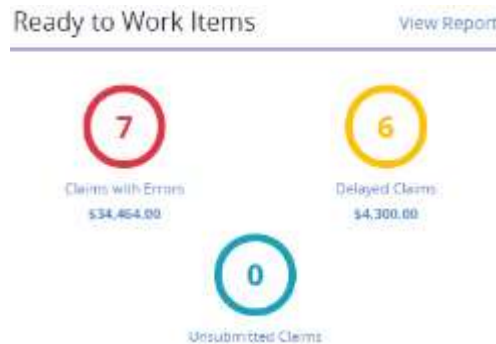 Ready to Work Items
View Report
7
6
Claims with Errors
Delayed Claims
$34,464.00
$4,300.00
0
Unsubmitted Claims